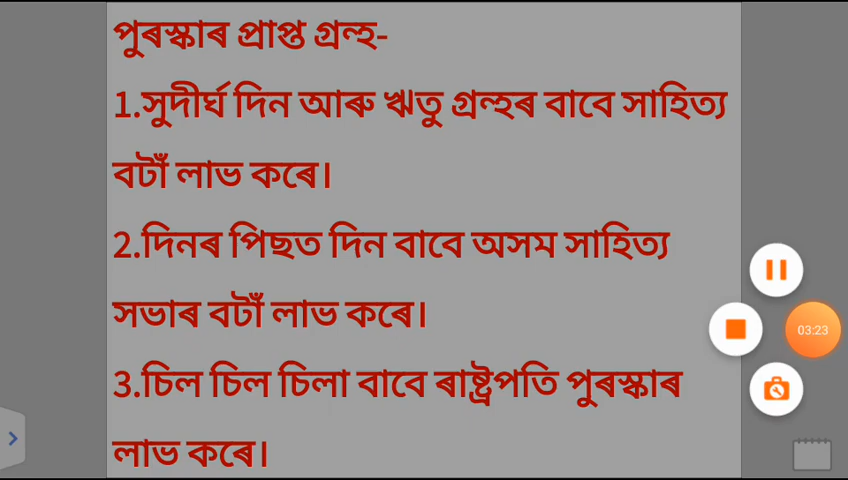 পুৰস্কাৰ প্ৰাপ্ত গ্ৰন্হ-
1.সুদীৰ্ঘ দিন আৰু ঋতু গ্ৰন্হৰ বাবে সাহিত্য
বটাঁ লাভ কৰে।
2.দিনৰ পিছত দিন বাবে অসম সাহিত্য
সভাৰ বটাঁ লাভ কৰে।
3.চিল চিল চিলা বাবে ৰাষ্ট্ৰপতি পুৰস্কাৰ
লাভ কৰে।
03:23